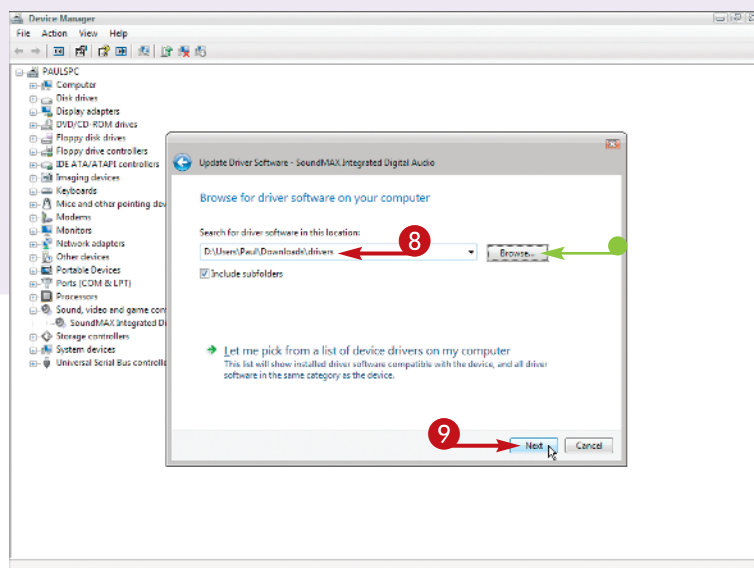 Device Manager
File Action View Help
PAULSPC
Computer
Disk drives
Display adapters
DVD/CD-ROM drives
Floppy disk drives
Floppy drive controllers
IDE ATA/ATAPI controllers
Imaging devices
Keyboards
Mice and other pointing dev
Modems
Monitors
Network adapters
Other devices
Portable Devices
Ports (COM & LPT)
Processors
Sound, video and game con
SoundMAX Integrated Di
Storage controllers
System devices
Universal Serial Bus controlle
Update Driver Software - SoundMAX Integrated Digital Audio
Browse for driver software on your computer
Search for driver software in this location:
D:\Users\Paul\Downloads\drivers
8
Browse...
Include subfolders
Let me pick from a list of device drivers on my computer
This list will show installed driver software compatible with the device, and all driver
software in the same category as the device.
9
Next
Cancel